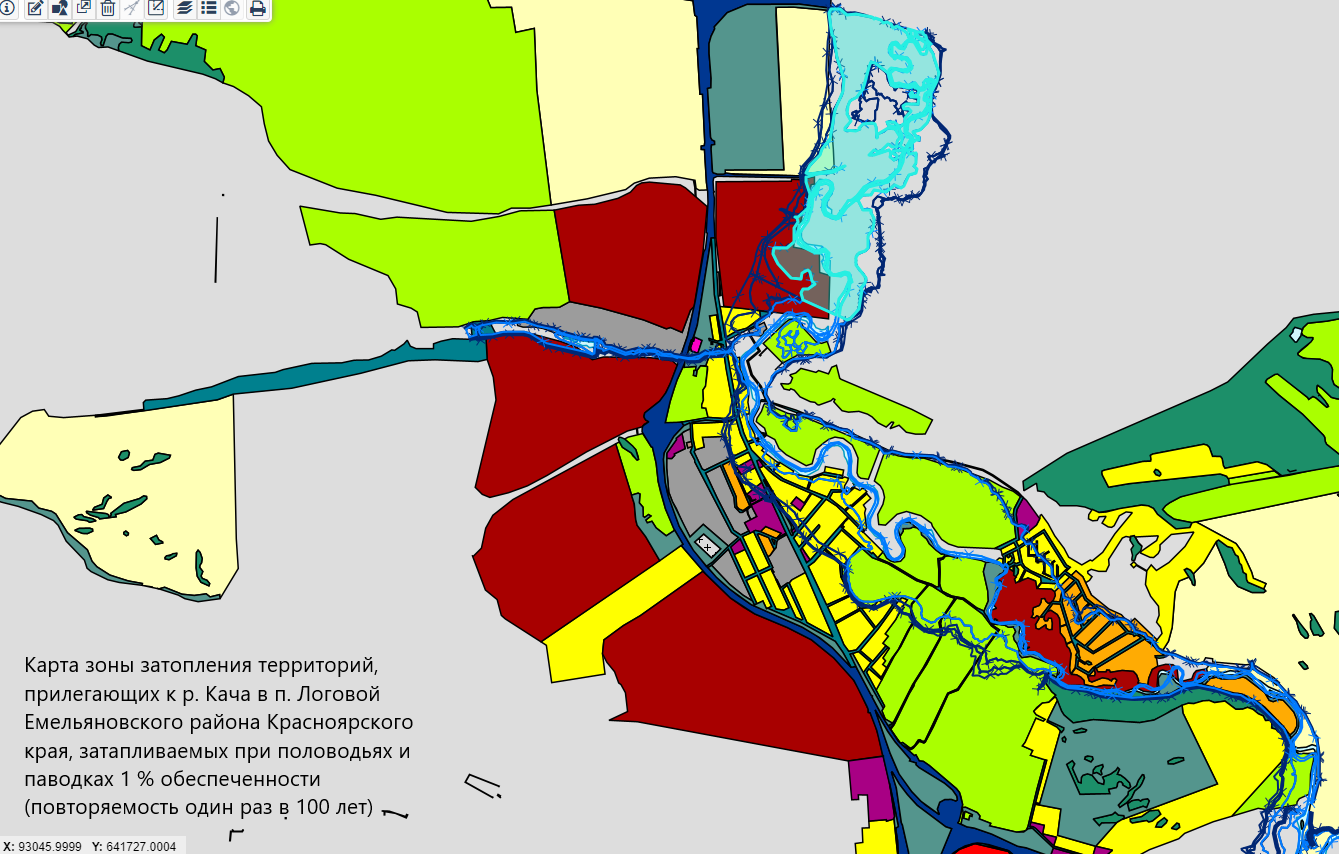 Карта зоны затопления территорий,
прилегающих к р. Кача в п. Логовой
Емельяновского района Красноярского
края, затапливаемых при половодьях и
паводках 1 % обеспеченности
(повторяемость один раз в 100 лет)
X: 93045.9999 Y: 641727.0004